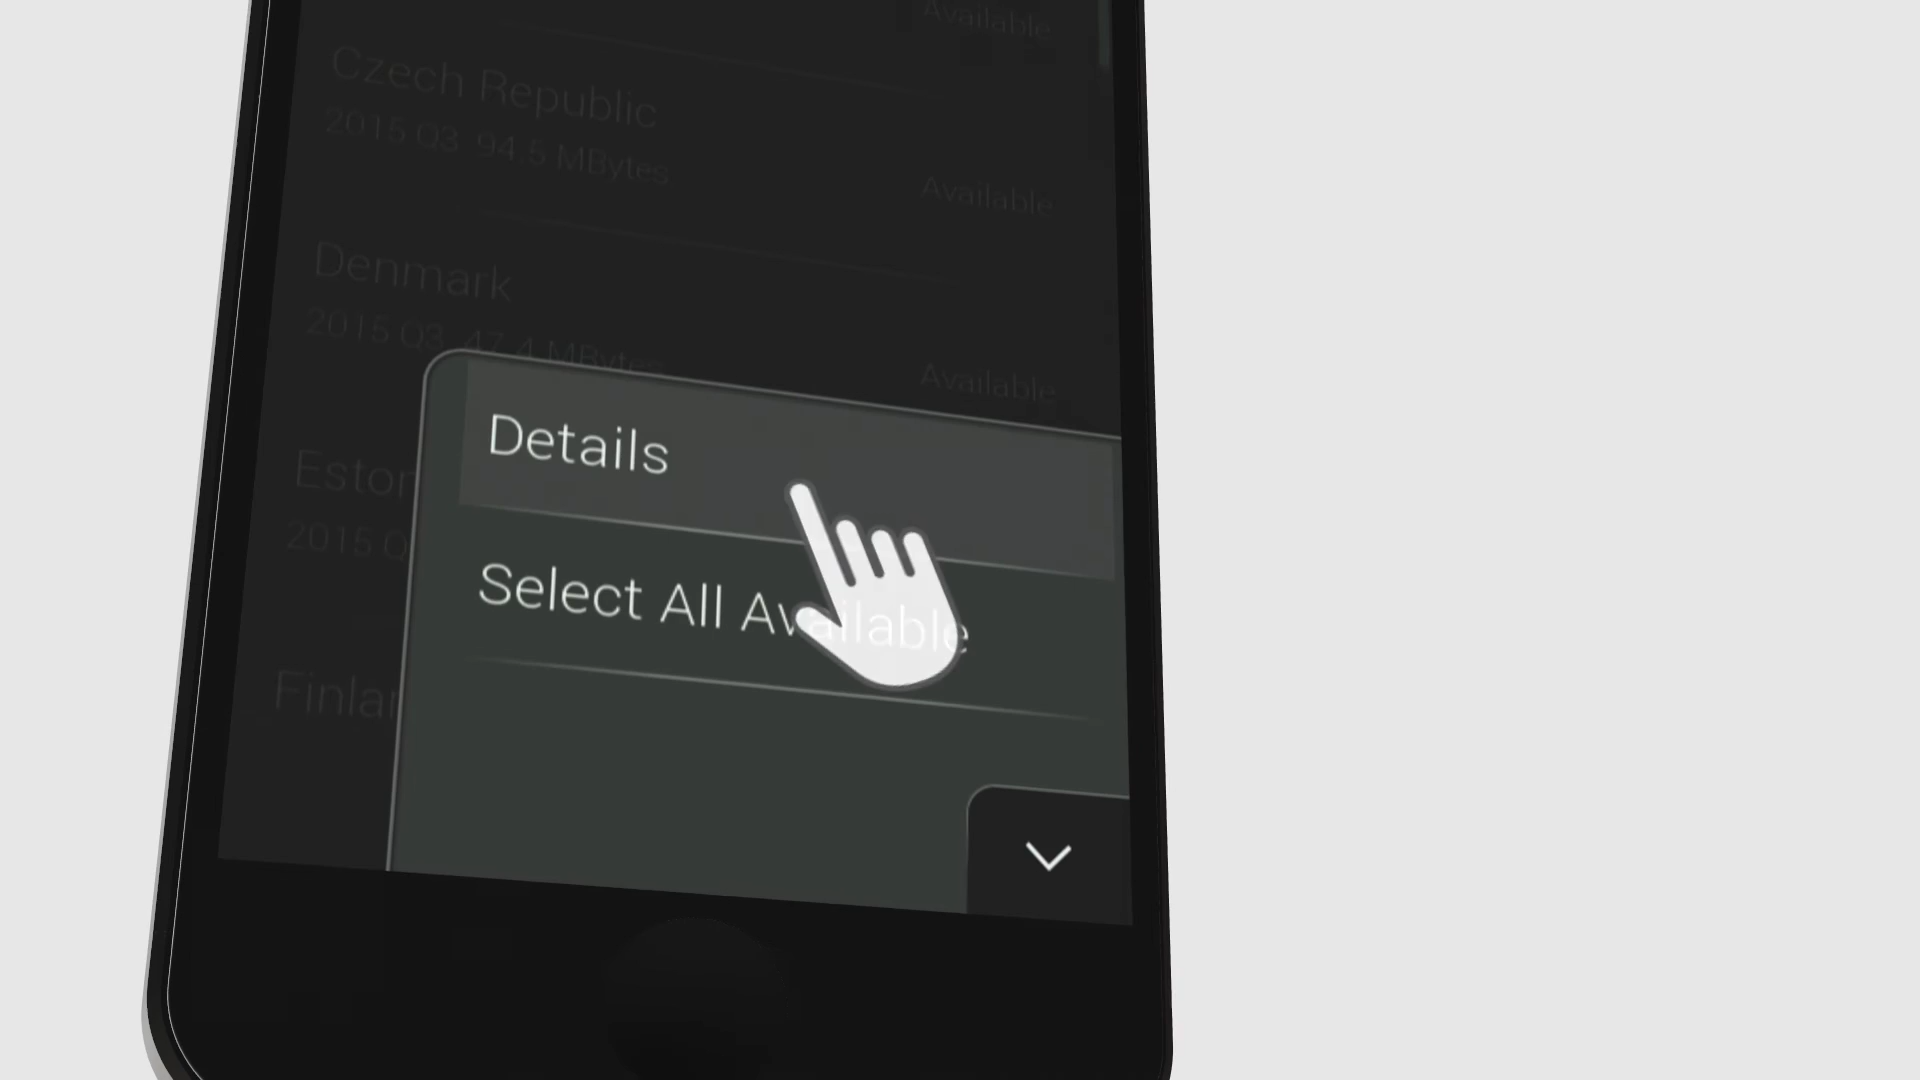 Available
Czech Republic
2015 Q3 94.5 MBytes
Available
Denmark
2015 Q3 47.4 MBytes
Available
Details
Eston
2015 Q
Select All Available
Finlan